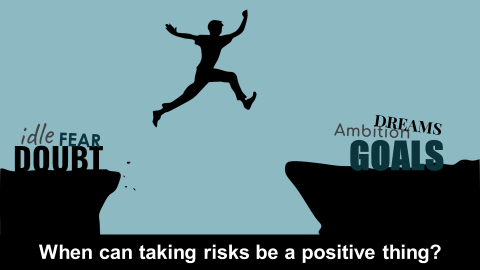 idle FEAR
DOUBT
DREAMS
Ambition
GOALS
When can taking risks be a positive thing?